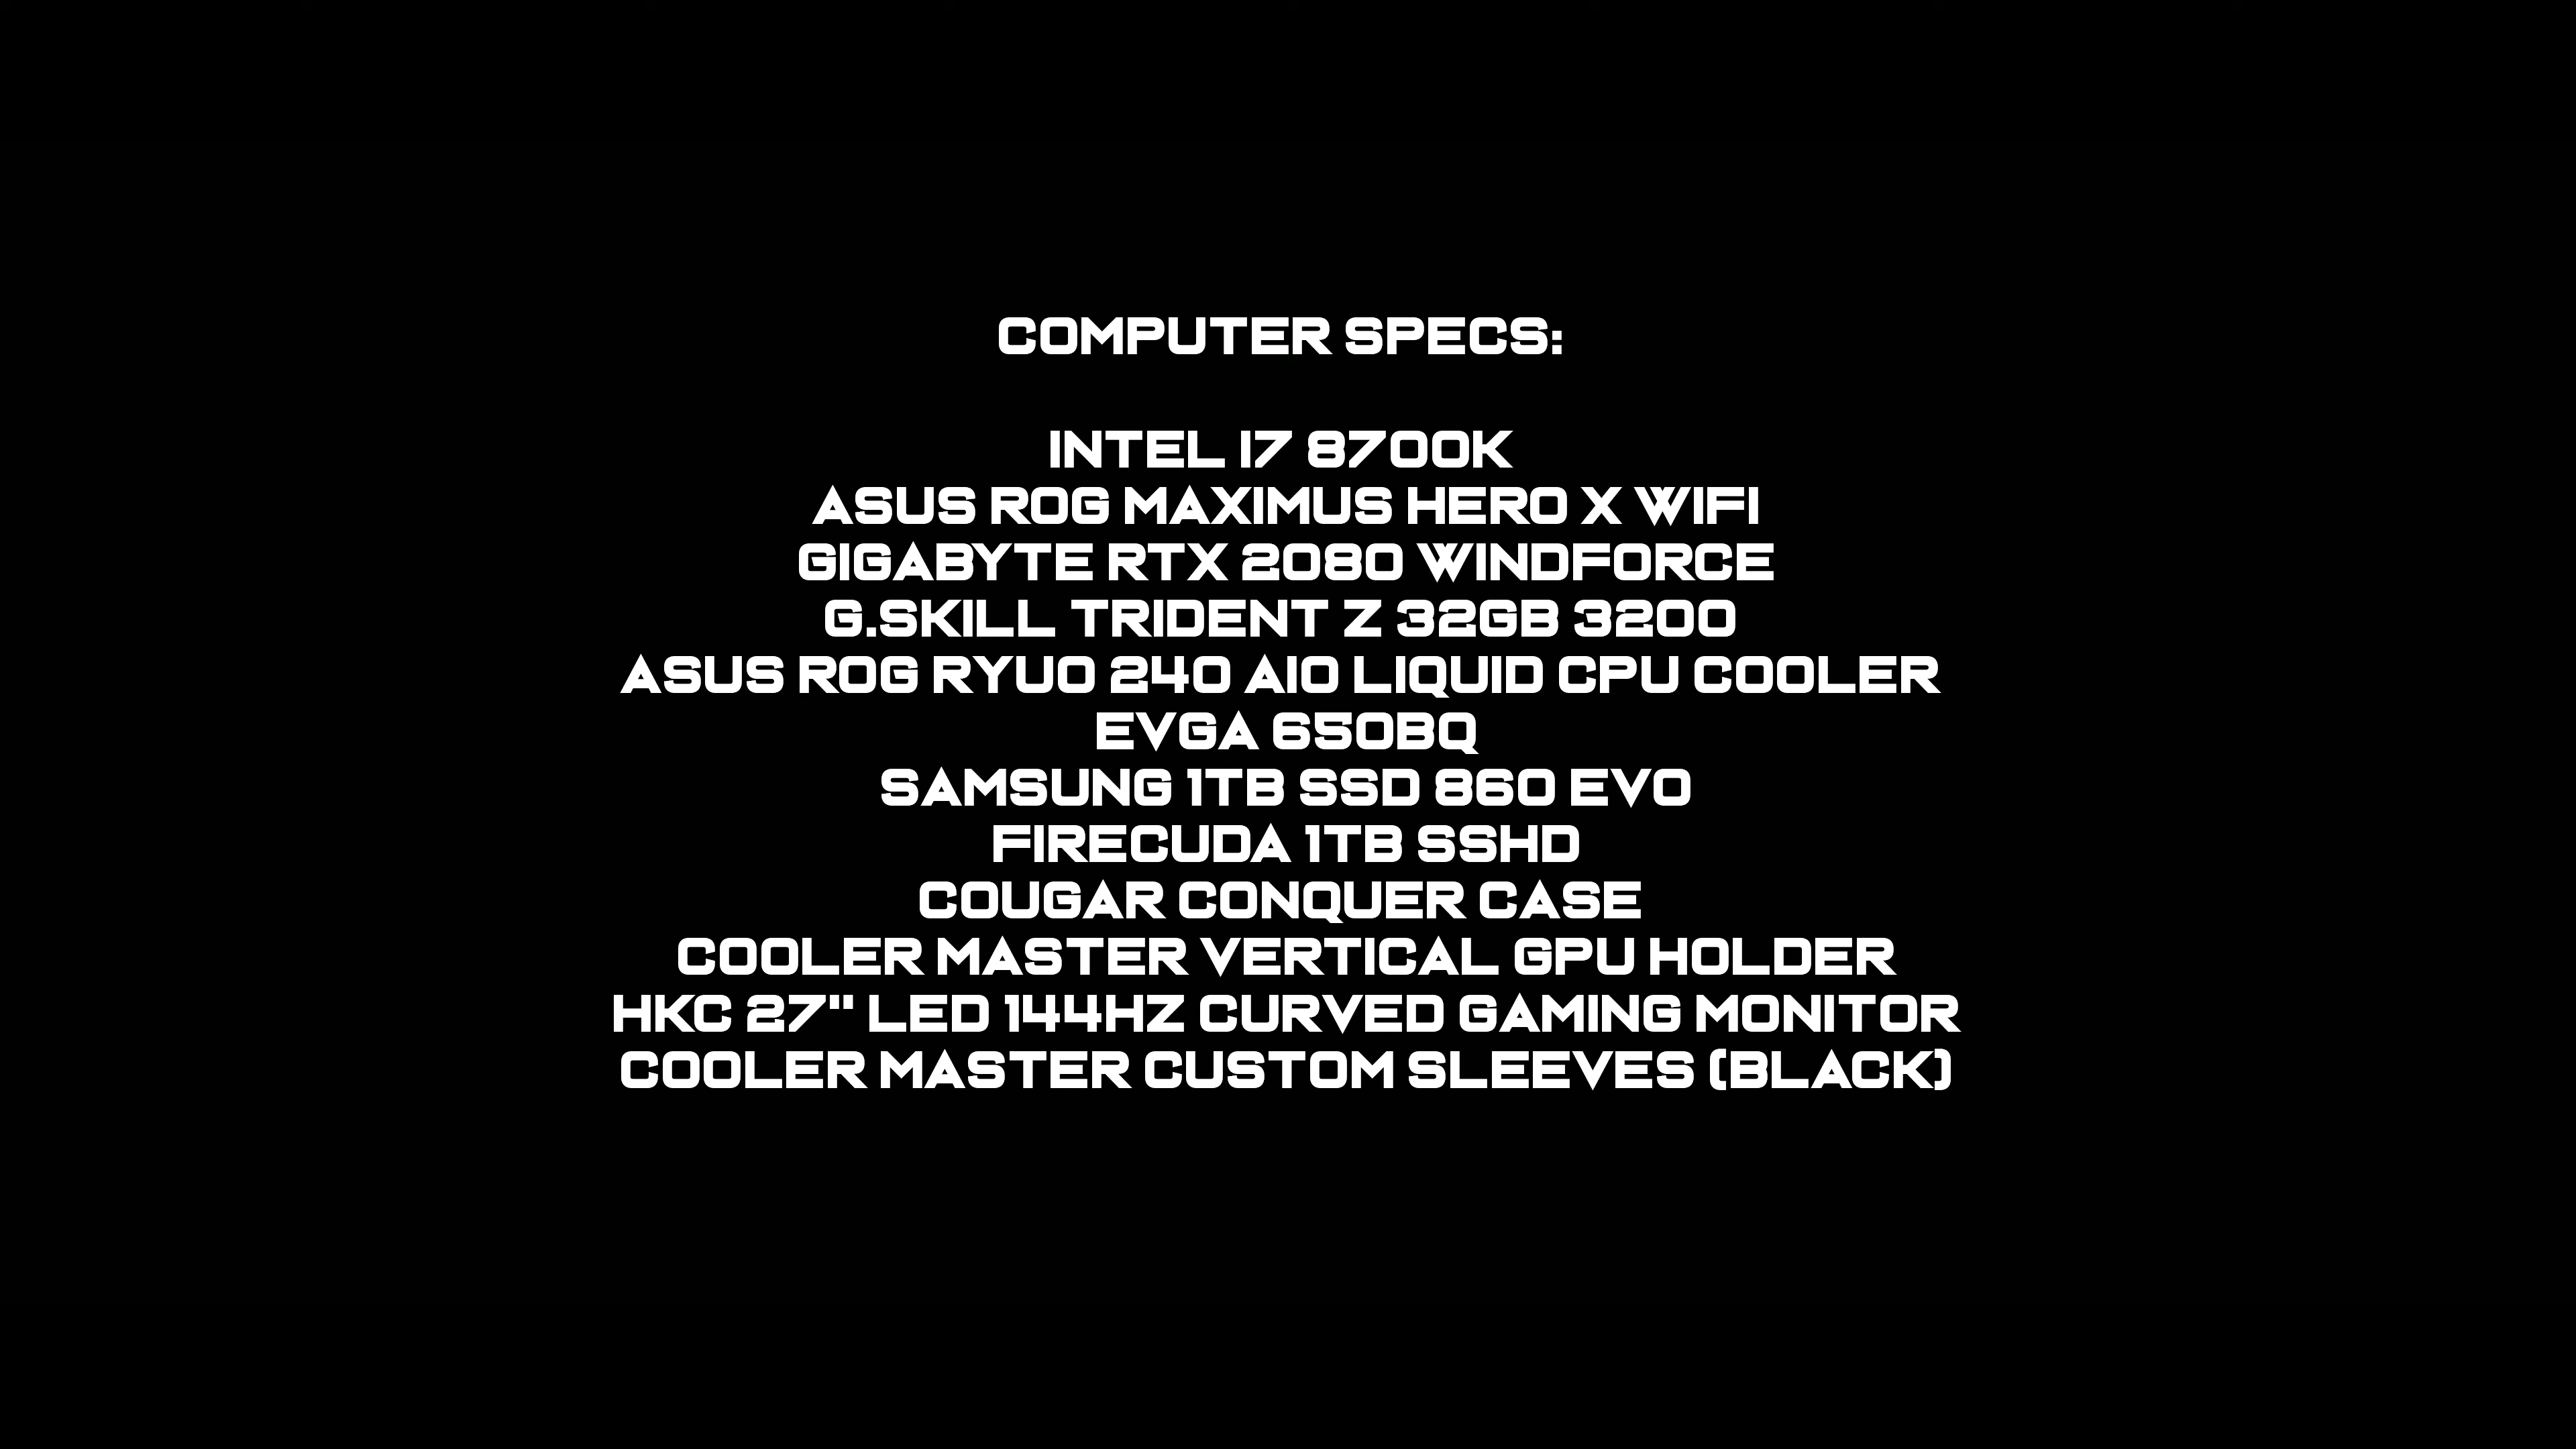 COMPUTER SPECS:
INTEL I7 8700K
ASUS ROG MAXIMUS HERO X WIFI
GIGABYTE RTX 2080 WINDFORCE
G.SKILL TRIDENT Z 32GB 3200
ASUS ROG RYUO 240 AIO LIQUID CPU COOLER
EVGA 650BQ
SAMSUNG 1TB SSD 860 EVO
FIRECUDA 1TB SSHD
COUGAR CONQUER CASE
COOLER MASTER VERTICAL GPU HOLDER
HKC 27" LED 144HZ CURVED GAMING MONITOR
COOLER MASTER CUSTOM SLEEVES (BLACK)